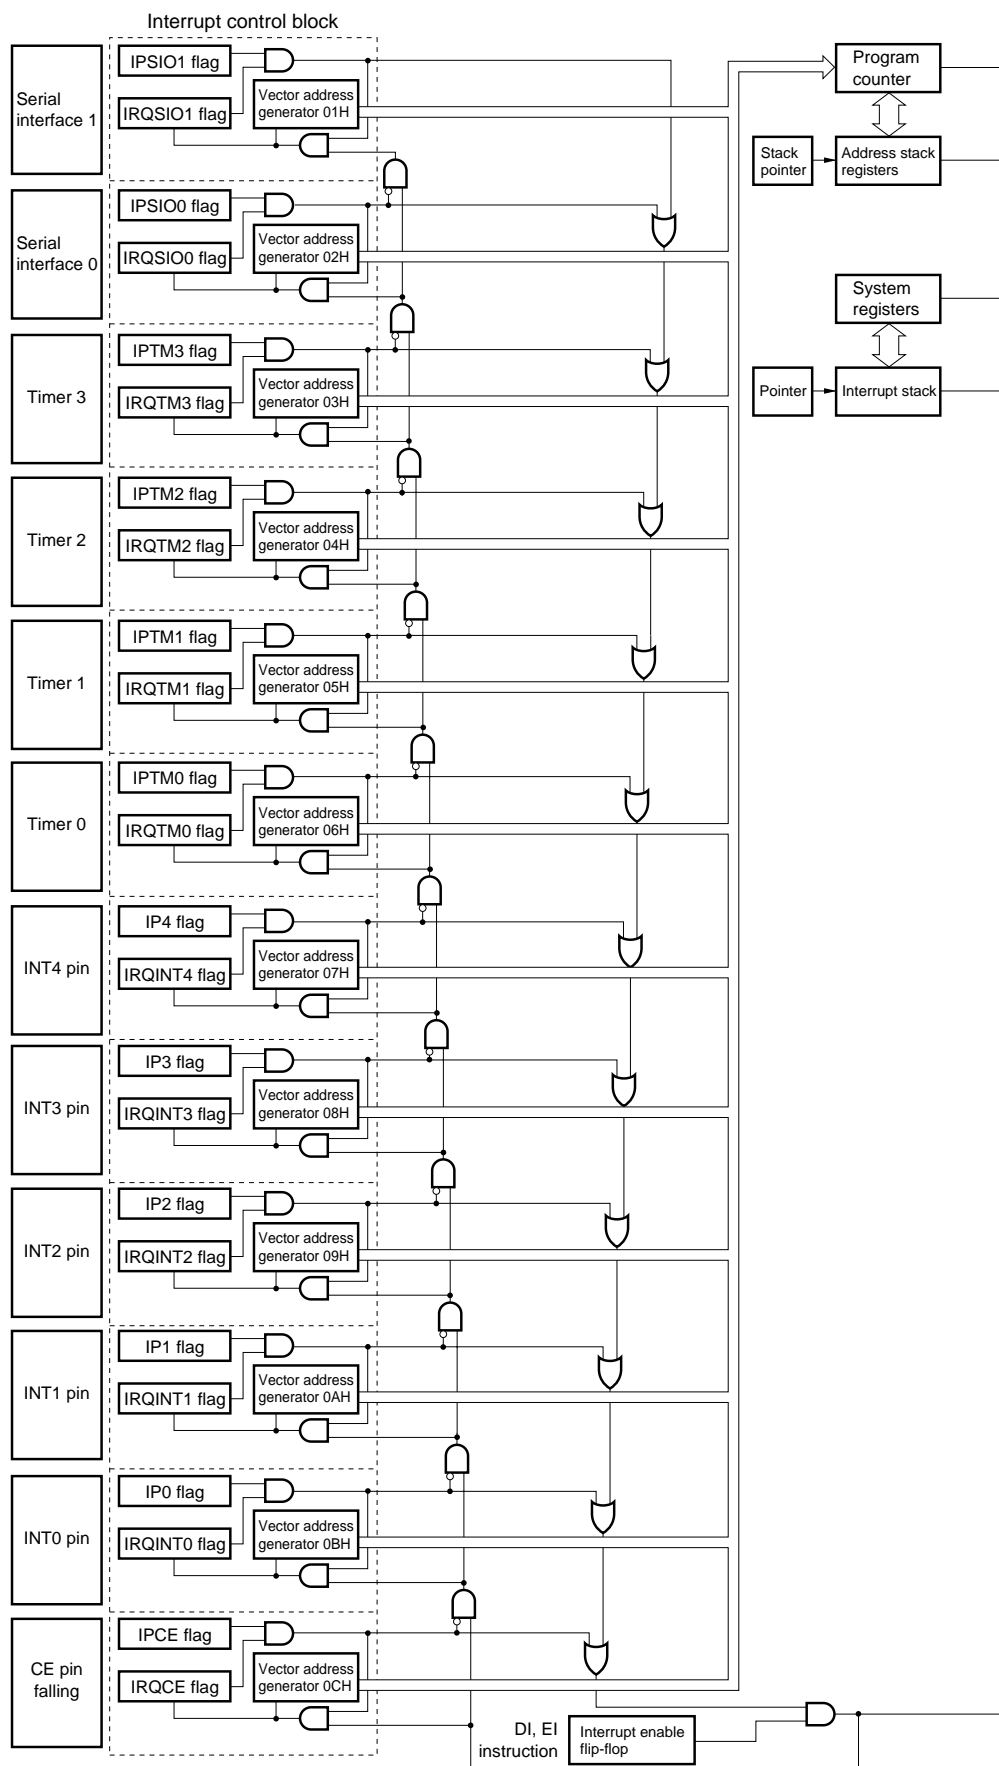 Interrupt control block
Serial
interface 1
IPSIO1 flag
IRQSIO1 flag
Vector address
generator 01H
Program
counter
Stack
pointer
Address stack
registers
Serial
interface 0
IPSIO0 flag
IRQSIO0 flag
Vector address
generator 02H
System
registers
Pointer
Interrupt stack
Timer 3
IPTM3 flag
IRQTM3 flag
Vector address
generator 03H
Timer 2
IPTM2 flag
IRQTM2 flag
Vector address
generator 04H
Timer 1
IPTM1 flag
IRQTM1 flag
Vector address
generator 05H
Timer 0
IPTM0 flag
IRQTM0 flag
Vector address
generator 06H
INT4 pin
IP4 flag
IRQINT4 flag
Vector address
generator 07H
INT3 pin
IP3 flag
IRQINT3 flag
Vector address
generator 08H
INT2 pin
IP2 flag
IRQINT2 flag
Vector address
generator 09H
INT1 pin
IP1 flag
IRQINT1 flag
Vector address
generator 0AH
INT0 pin
IP0 flag
IRQINT0 flag
Vector address
generator 0BH
CE pin
falling
IPCE flag
IRQCE flag
Vector address
generator 0CH
DI, EI
instruction
Interrupt enable
flip-flop